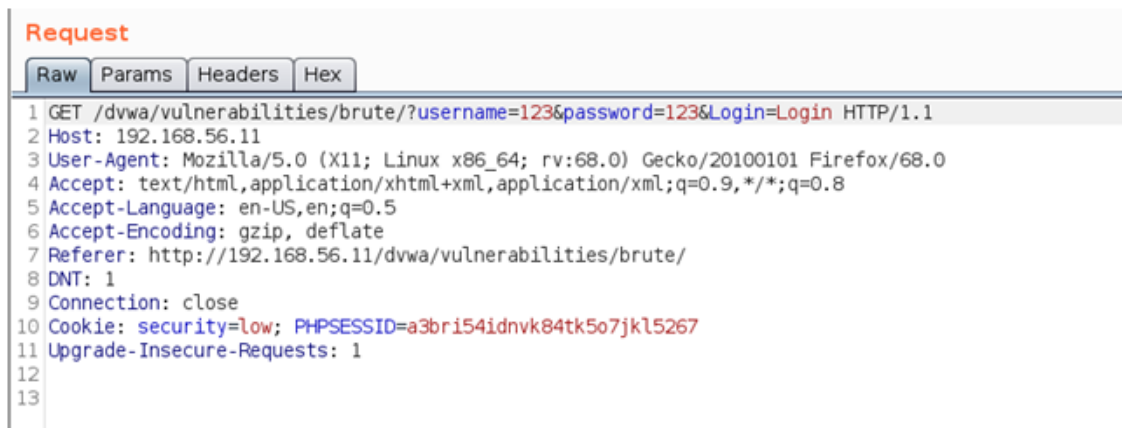 Request
Raw Params Headers Hex
1 GET /dvwa/vulnerabilities/brute/?username=123&password=123&Login=Login HTTP/1.1
2 Host: 192.168.56.11
3 User-Agent: Mozilla/5.0 (X11; Linux x86_64; rv:68.0) Gecko/20100101 Firefox/68.0
4 Accept: text/html,application/xhtml+xml,application/xml;q=0.9,*/*;q=0.8
5 Accept-Language: en-US,en;q=0.5
6 Accept-Encoding: gzip, deflate
7 Referer: http://192.168.56.11/dvwa/vulnerabilities/brute/
8 DNT: 1
9 Connection: close
10 Cookie: security=low; PHPSESSID=a3bri54idnvk84tk5o7jkl5267
11 Upgrade-Insecure-Requests: 1
12
13